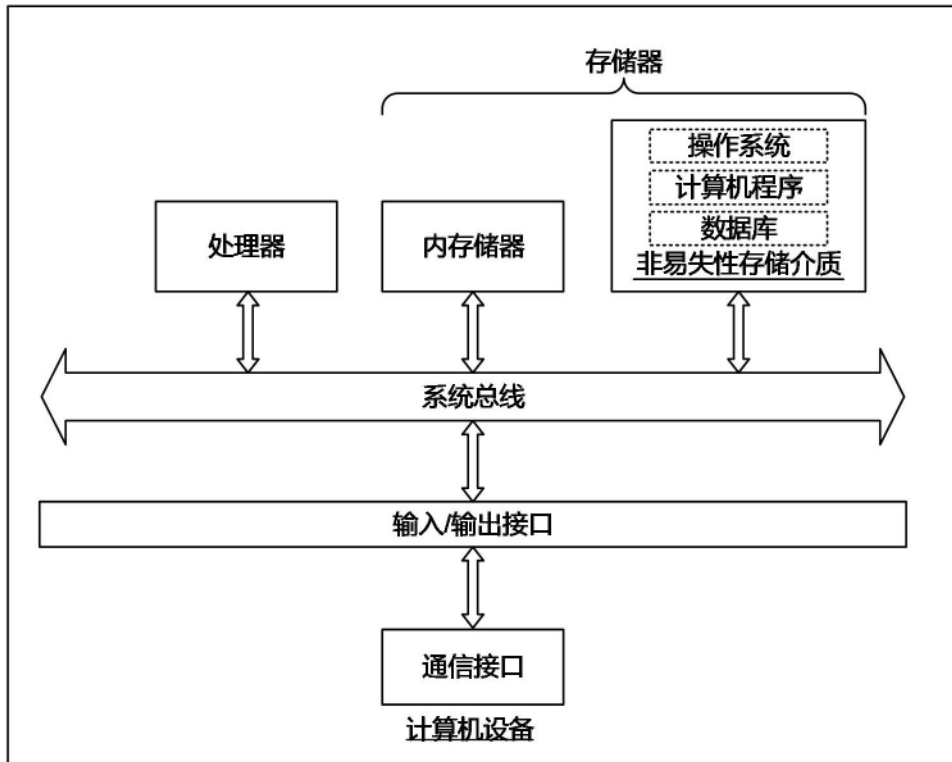 存储器
操作系统
计算机程序
数据库
非易失性存储介质
处理器
内存储器
系统总线
输入/输出接口
通信接口
计算机设备